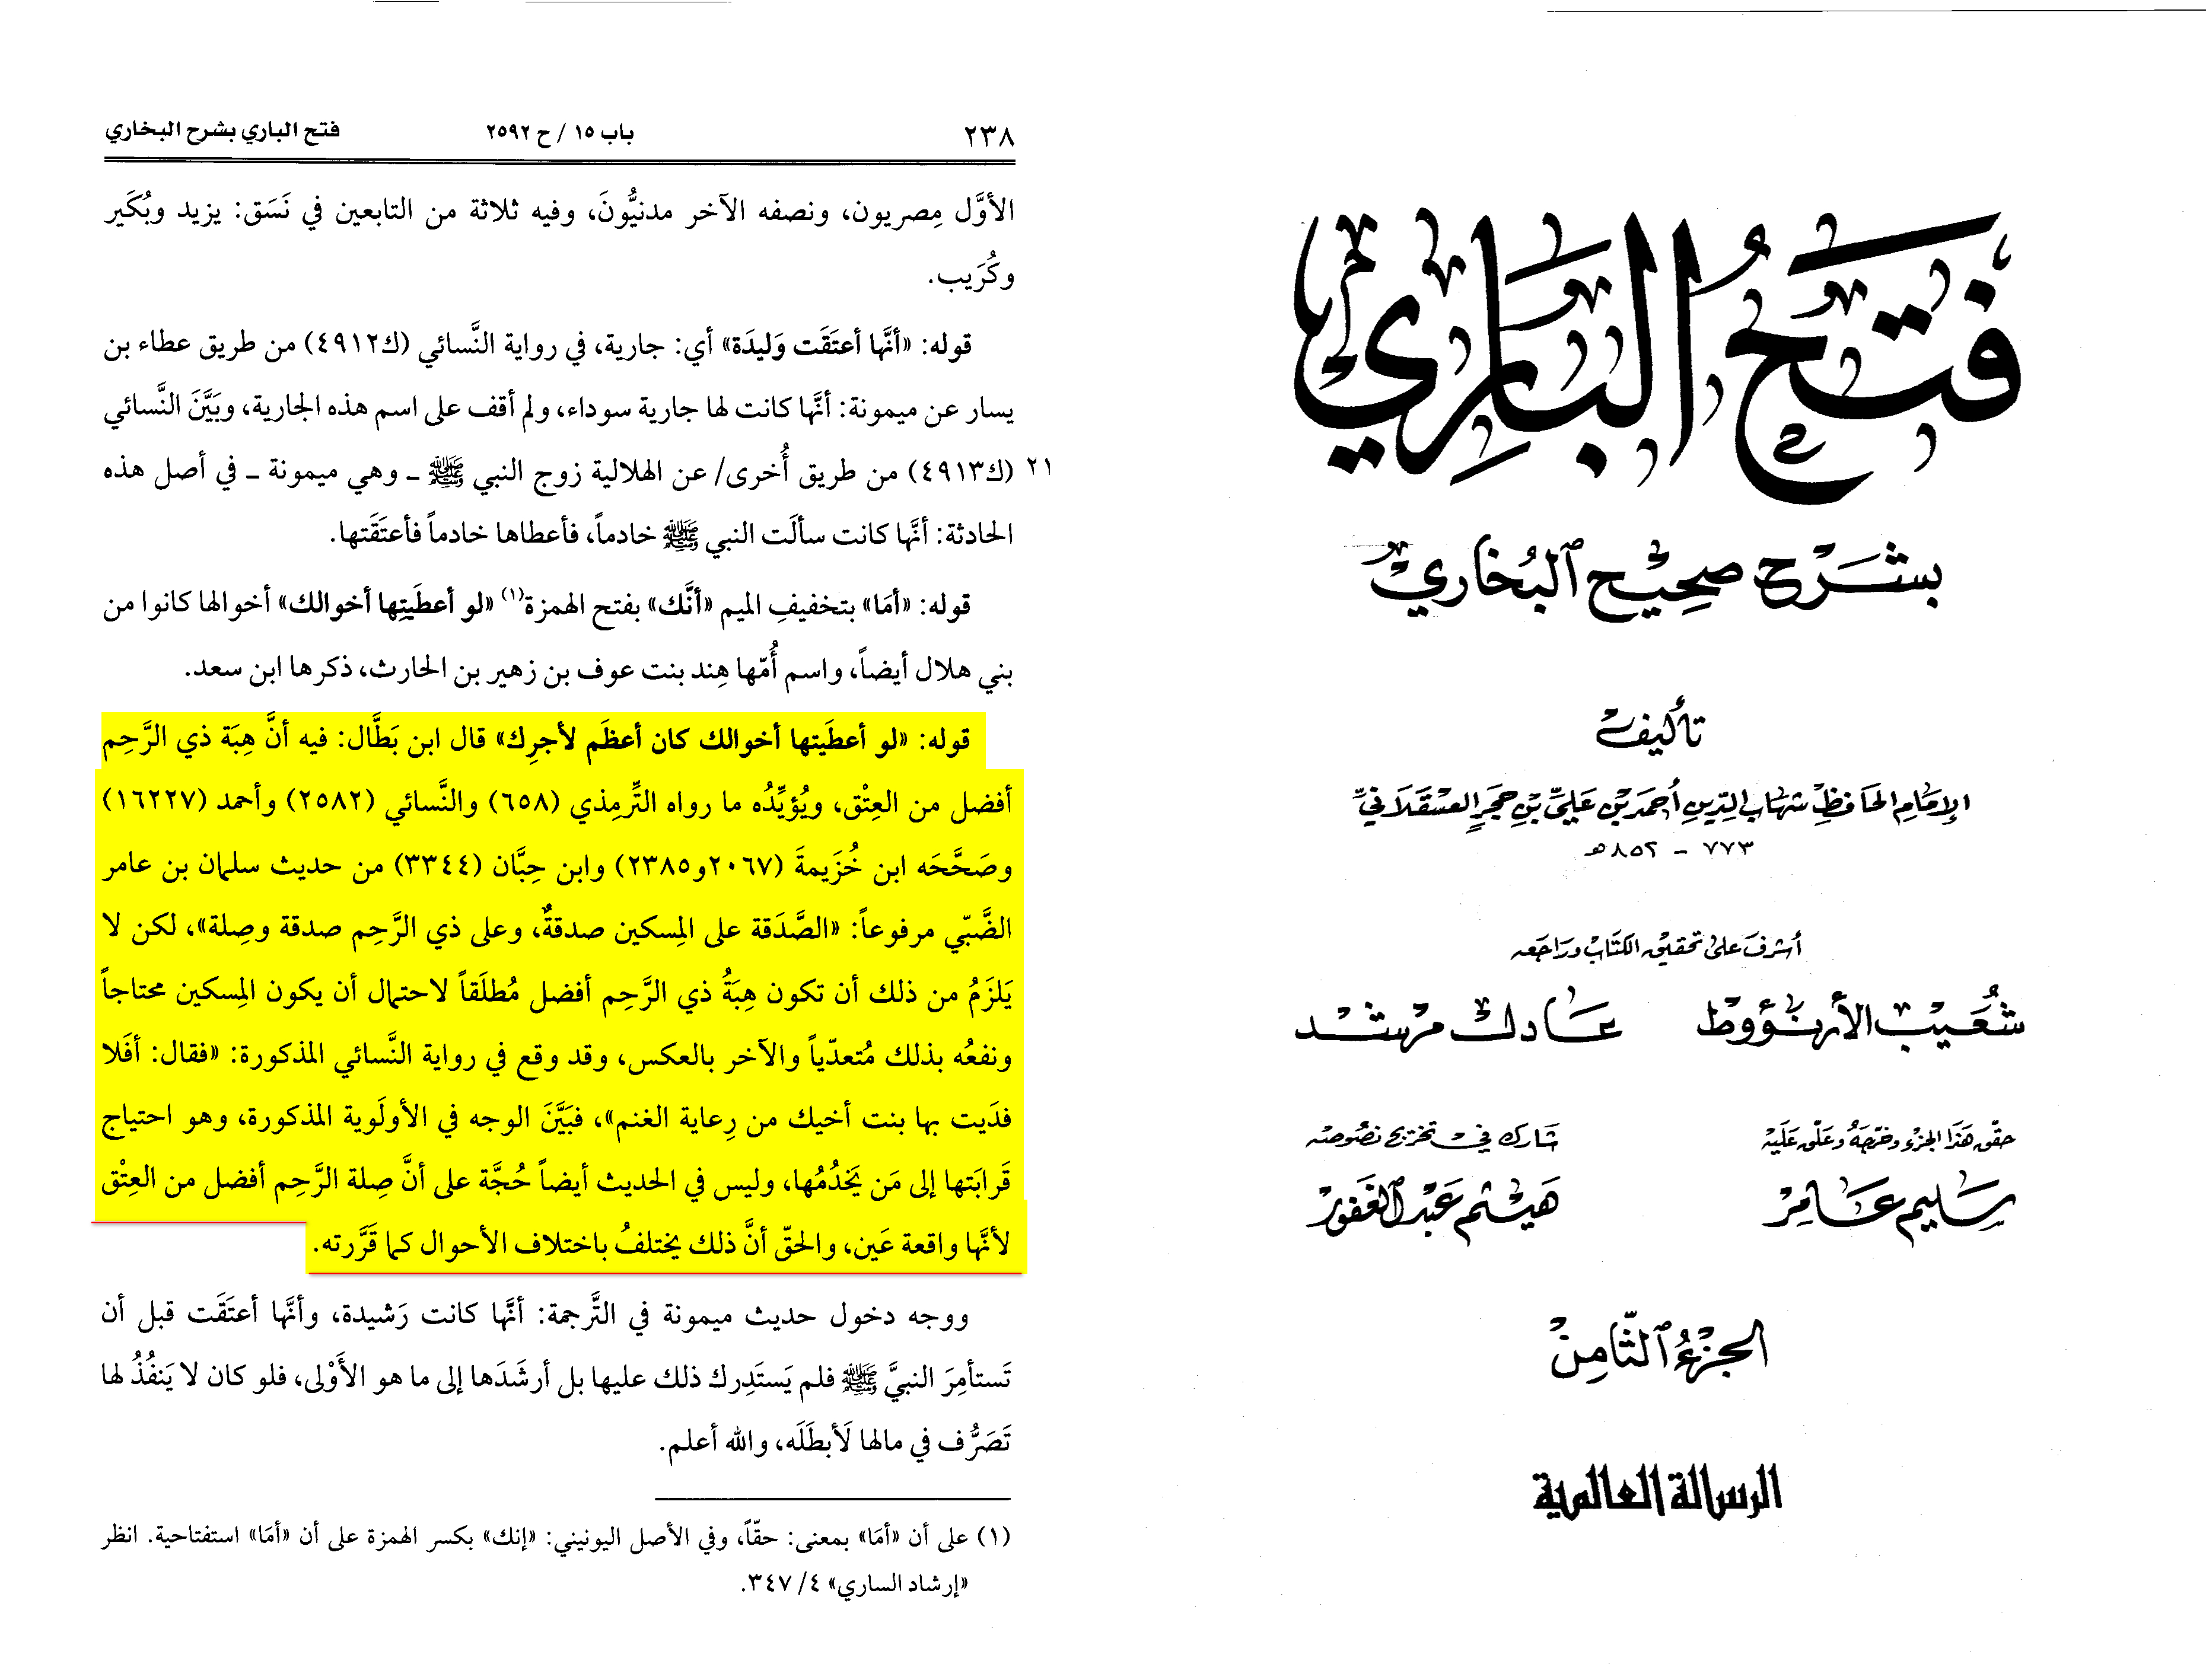 فتح الباري
بشرح صحيح البخاري
تأليف
الإمام الحافظ شهاب الدين أحمد بن علي بن حجر العسقلاني
٧٧٣ - ٨٥٢ هـ
أشرف على تحقيق الكتاب وراجعه
شعيب الأرنؤوط عادل مرشد
حقق هذا الجزء وخرجه وعلق عليه
سليم عامر
شارك في تخريج نصوصه
هيثم عبد الغفور
الجزء الثامن
الرسالة العالمية
٢٣٨ باب ١٥ / ح ٢٥٩٢ فتح الباري بشرح البخاري
الأوَّل مِصريون، ونصفه الآخر مدنيُّونَ، وفيه ثلاثة من التابعين في نَسَق: يزيد وبُكَير
وكُرَيب.
قوله: «أنَّها أعتَقَت وَليدَة» أي: جارية، في رواية النَّسائي (ك٤٩١٢) من طريق عطاء بن
يسار عن ميمونة: أنَّها كانت لها جارية سوداء، ولم أقف على اسم هذه الجارية، وبَيَّنَ النَّسائي
٢١ (ك٤٩١٣) من طريق أُخرى/ عن الهلالية زوج النبي ﷺ ـ وهي ميمونة ـ في أصل هذه
الحادثة: أنَّها كانت سألَت النبي ﷺ خادماً، فأعطاها خادماً فأعتَقَتها.
قوله: «أمَا» بتخفيفِ الميم «أنَّك» بفتح الهمزة(١) «لو أعطَيتِها أخوالك» أخوالها كانوا من
بني هلال أيضاً، واسم أُمّها هِند بنت عوف بن زهير بن الحارث، ذكرها ابن سعد.
قوله: «لو أعطَيتها أخوالك كان أعظَم لأجرِك» قال ابن بَطَّال: فيه أنَّ هِبَة ذي الرَّحِم
أفضل من العِتْق، ويُؤيِّدُه ما رواه التِّرمِذي (٦٥٨) والنَّسائي (٢٥٨٢) وأحمد (١٦٢٢٧)
وصَحَّحَه ابن خُزَيمةَ (٢٠٦٧و٢٣٨٥) وابن حِبَّان (٣٣٤٤) من حديث سلمان بن عامر
الضَّبّي مرفوعاً: «الصَّدَقة على المِسكين صدقةٌ، وعلى ذي الرَّحِم صدقة وصِلة»، لكن لا
يَلزَمُ من ذلك أن تكون هِبَةُ ذي الرَّحِم أفضل مُطلَقاً لاحتمال أن يكون المِسكين محتاجاً
ونفعُه بذلك مُتعدّياً والآخر بالعكس، وقد وقع في رواية النَّسائي المذكورة: «فقال: أفَلا
فدَيت بها بنت أخيك من رِعاية الغنم»، فبَيَّنَ الوجه في الأولَوية المذكورة، وهو احتياج
قَرابَتها إلى مَن يَخدُمُها، وليس في الحديث أيضاً حُجَّة على أنَّ صِلة الرَّحِم أفضل من العِتْق
لأنَّها واقعة عَين، والحقّ أنَّ ذلك يختلفُ باختلاف الأحوال كما قَرَّرته.
ووجه دخول حديث ميمونة في التَّرجمة: أنَّها كانت رَشيدة، وأنَّها أعتَقَت قبل أن
تَستأمِرَ النبيَّ ﷺ فلم يَستَدِرك ذلك عليها بل أرشَدَها إلى ما هو الأَوْلى، فلو كان لا يَنفُذُ لها
تَصَرُّف في مالها لَأبطَلَه، والله أعلم.
(١) على أن «أمَا» بمعنى: حقّاً، وفي الأصل اليونيني: «إنك» بكسر الهمزة على أن «أمَا» استفتاحية. انظر
«إرشاد الساري» ٤/ ٣٤٧.